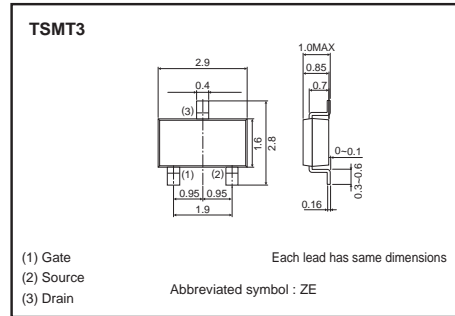 TSMT3
1.0MAX
2.9
0.85
0.4
0.7
(3)
1.6
2.8
0~0.1
(1)
(2)
0.3~0.6
0.95
0.95
0.16
1.9
(1) Gate
Each lead has same dimensions
(2) Source
(3) Drain
Abbreviated symbol : ZE